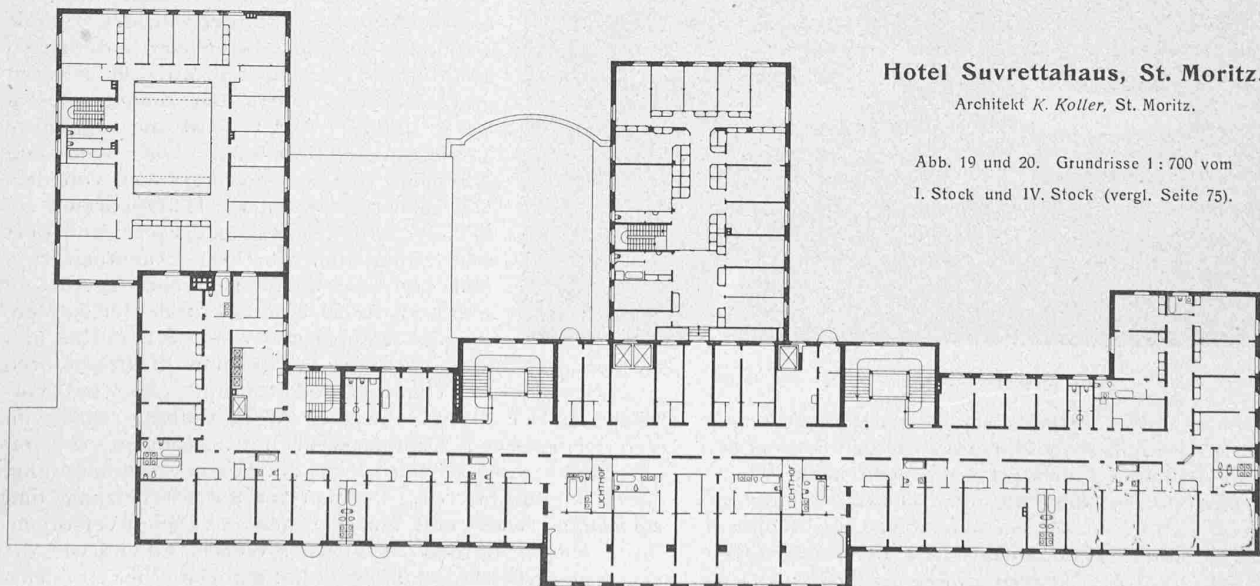 Hotel Suvrettahaus, St. Moritz.
Architekt K. Koller, St. Moritz.
Abb. 19 und 20. Grundrisse 1 : 700 vom
I. Stock und IV. Stock (vergl. Seite 75).
LICHTHOF
LICHTHOF